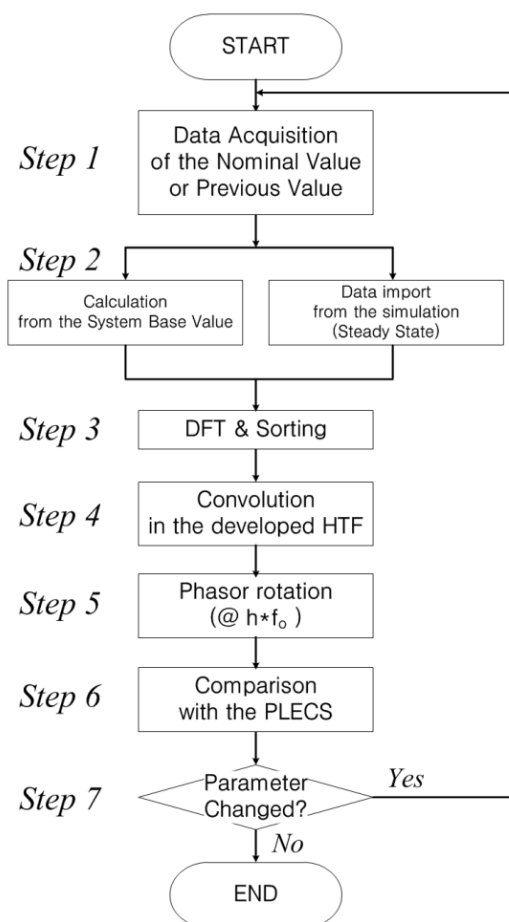 START
Step 1
Data Acquisition
of the Nominal Value
or Previous Value
Step 2
Calculation
from the System Base Value
Data import
from the simulation
(Steady State)
Step 3
DFT & Sorting
Step 4
Convolution
in the developed HTF
Step 5
Phasor rotation
(@ h*fₒ )
Step 6
Comparison
with the PLECS
Step 7
Parameter
Changed?
Yes
No
END